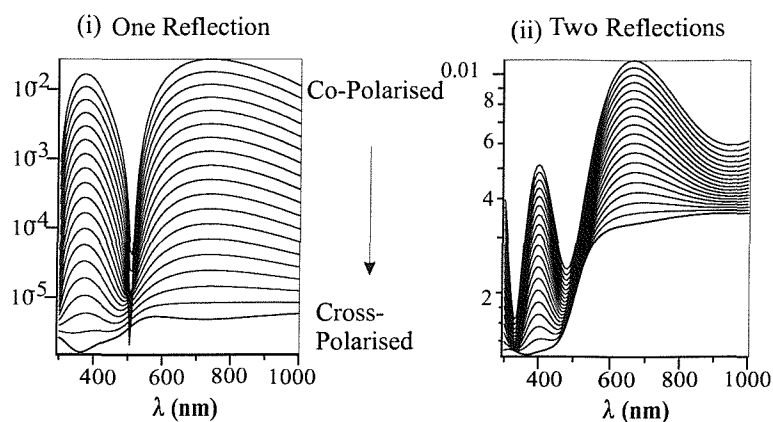 (i) One Reflection
10⁻²
10⁻³
10⁻⁴
10⁻⁵
400 600 800 1000
λ (nm)
Co-Polarised
Cross-
Polarised
(ii) Two Reflections
0.01
8
6
4
2
400 600 800 1000
λ (nm)